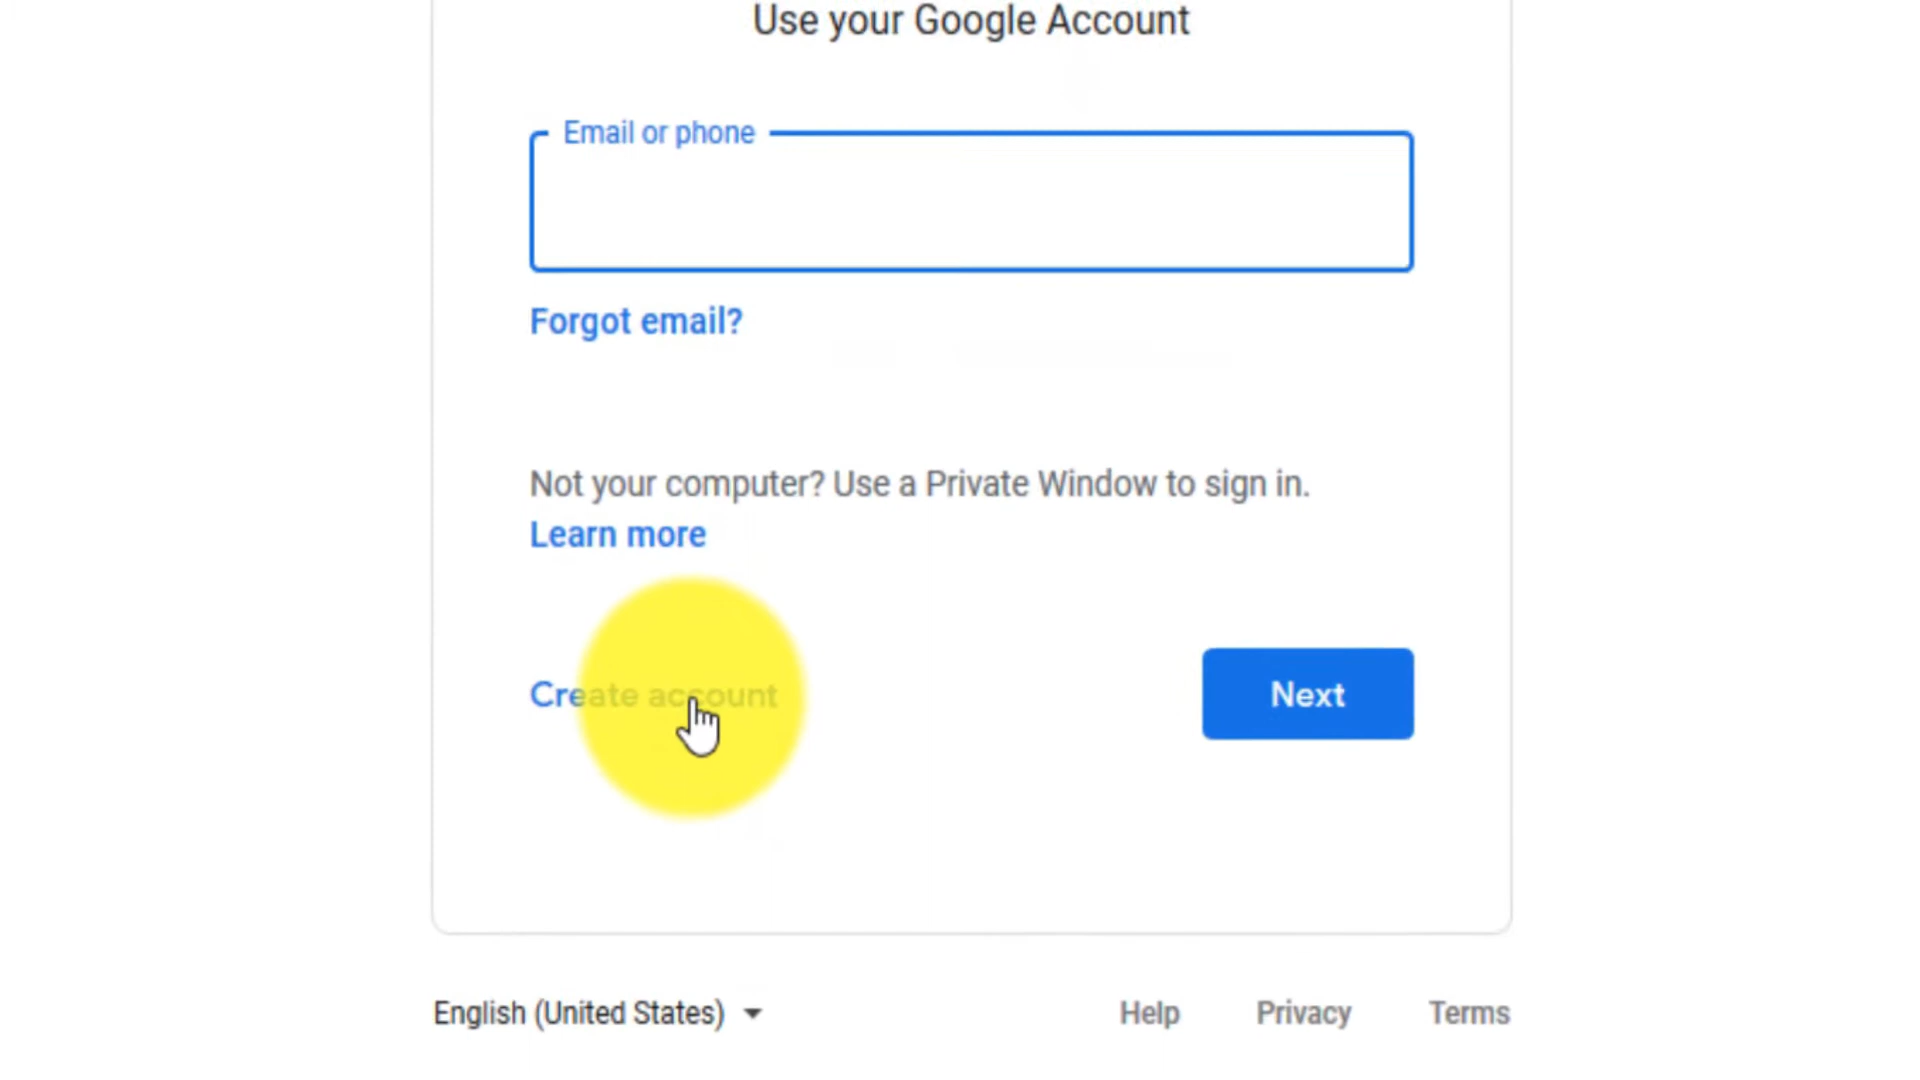 Use your Google Account
Email or phone
Forgot email?
Not your computer? Use a Private Window to sign in.
Learn more
Create account
Next
English (United States)
Help
Privacy
Terms